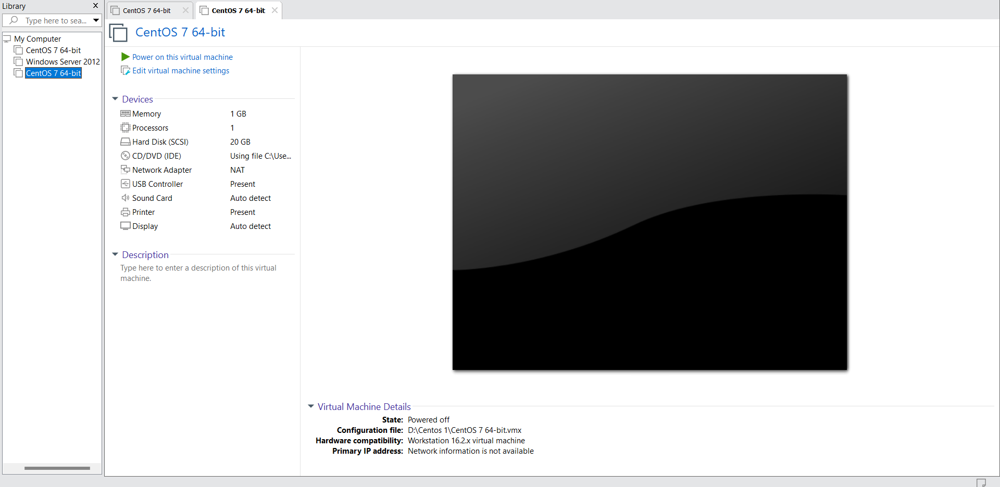 Library
Type here to sea...
My Computer
CentOS 7 64-bit
Windows Server 2012
CentOS 7 64-bit
CentOS 7 64-bit
CentOS 7 64-bit
CentOS 7 64-bit
Power on this virtual machine
Edit virtual machine settings
Devices
Memory 1 GB
Processors 1
Hard Disk (SCSI) 20 GB
CD/DVD (IDE) Using file C:\Use...
Network Adapter NAT
USB Controller Present
Sound Card Auto detect
Printer Present
Display Auto detect
Description
Type here to enter a description of this virtual
machine.
Virtual Machine Details
State: Powered off
Configuration file: D:\Centos 1\CentOS 7 64-bit.vmx
Hardware compatibility: Workstation 16.2.x virtual machine
Primary IP address: Network information is not available